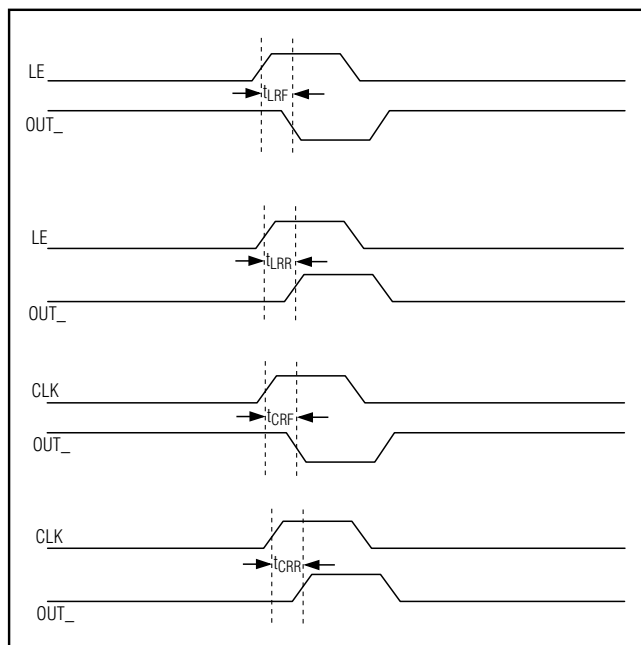 LE
tLRF
OUT_
LE
tLRR
OUT_
CLK
tCRF
OUT_
CLK
tCRR
OUT_